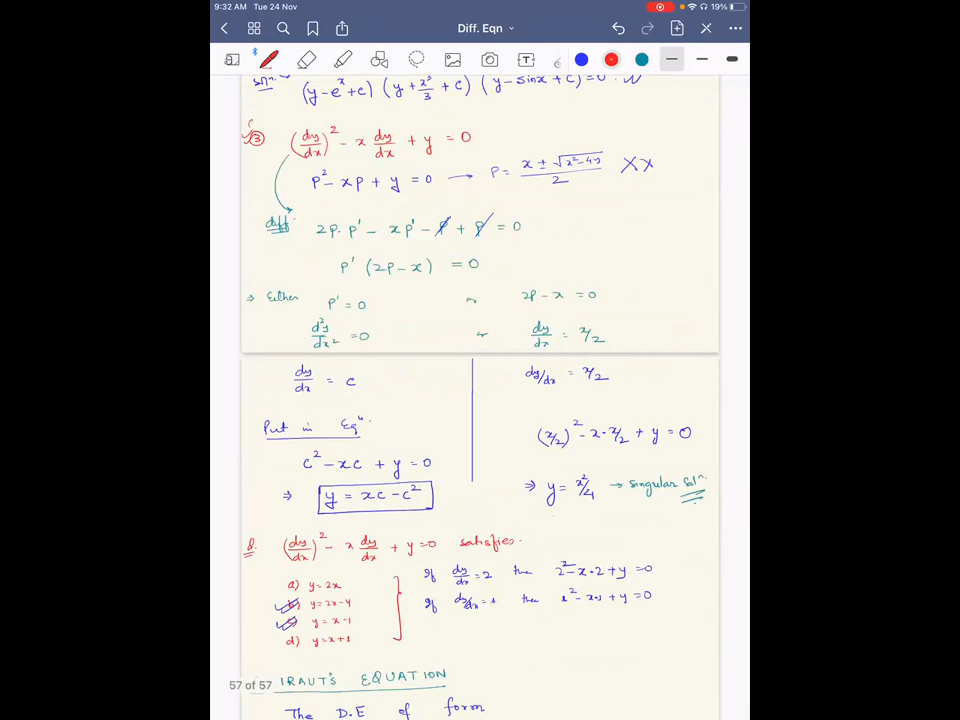 9:32 AM Tue 24 Nov 19%
Diff. Eqn
solⁿ. (y-eˣ+c) (y+x³/3+c) (y-sinx+c)=0.
③ (dy/dx)² - x dy/dx + y = 0
p² - xp + y = 0 → p = (x ± √(x²-4y))/2 XX
diff 2p.p' - xp' - p + p = 0
p' (2p-x) = 0
⇒ Either p' = 0 or 2p-x = 0
d²y/dx² = 0 or dy/dx = x/2
dy/dx = c
Put in Eqⁿ.
c² - xc + y = 0
⇒ y = xc - c²
dy/dx = x/2
(x/2)² - x·x/2 + y = 0
⇒ y = x²/4 → singular solⁿ.
(dy/dx)² - x dy/dx + y = 0 satisfies.
a) y = 2x
b) y = 2x-4
c) y = x-1
d) y = x+1
If dy/dx = 2 then 2² - x·2 + y = 0
If dy/dx = 1 then 1² - x·1 + y = 0
57 of 57
IRAUT'S EQUATION
The D.E of form